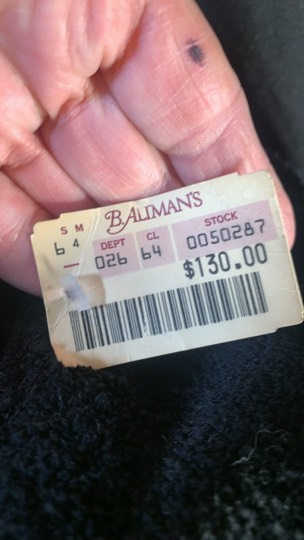 B.ALTMAN'S
S M DEPT CL STOCK
6 4 026 64 0050287
$130.00